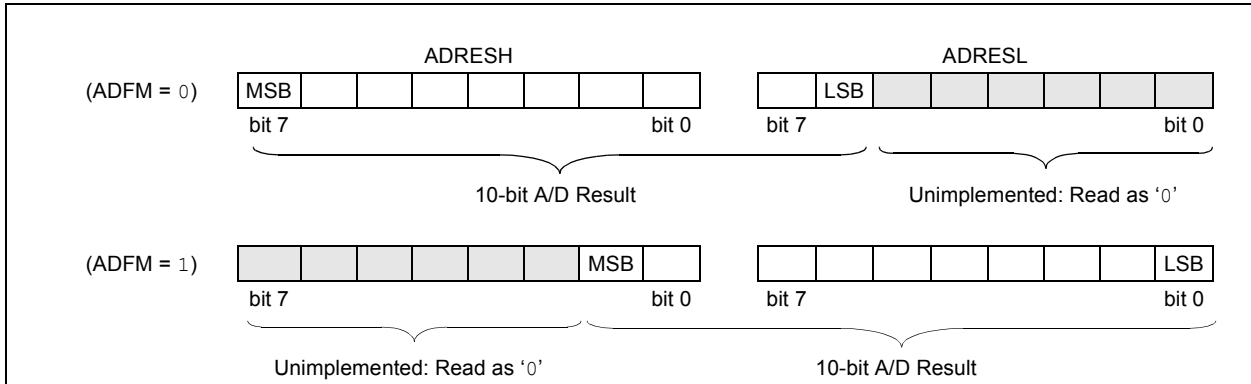 ADRESH ADRESL
(ADFM = 0) MSB LSB
bit 7 bit 0 bit 7 bit 0
10-bit A/D Result Unimplemented: Read as ‘0’
(ADFM = 1) MSB LSB
bit 7 bit 0 bit 7 bit 0
Unimplemented: Read as ‘0’ 10-bit A/D Result